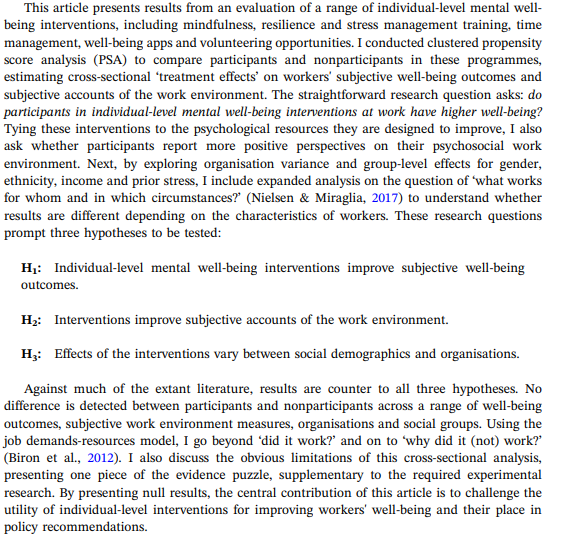 This article presents results from an evaluation of a range of individual-level mental well-
being interventions, including mindfulness, resilience and stress management training, time
management, well-being apps and volunteering opportunities. I conducted clustered propensity
score analysis (PSA) to compare participants and nonparticipants in these programmes,
estimating cross-sectional ‘treatment effects’ on workers' subjective well-being outcomes and
subjective accounts of the work environment. The straightforward research question asks: do
participants in individual-level mental well-being interventions at work have higher well-being?
Tying these interventions to the psychological resources they are designed to improve, I also
ask whether participants report more positive perspectives on their psychosocial work
environment. Next, by exploring organisation variance and group-level effects for gender,
ethnicity, income and prior stress, I include expanded analysis on the question of ‘what works
for whom and in which circumstances?’ (Nielsen & Miraglia, 2017) to understand whether
results are different depending on the characteristics of workers. These research questions
prompt three hypotheses to be tested:
H₁: Individual-level mental well-being interventions improve subjective well-being
outcomes.
H₂: Interventions improve subjective accounts of the work environment.
H₃: Effects of the interventions vary between social demographics and organisations.
Against much of the extant literature, results are counter to all three hypotheses. No
difference is detected between participants and nonparticipants across a range of well-being
outcomes, subjective work environment measures, organisations and social groups. Using the
job demands-resources model, I go beyond ‘did it work?’ and on to ‘why did it (not) work?’
(Biron et al., 2012). I also discuss the obvious limitations of this cross-sectional analysis,
presenting one piece of the evidence puzzle, supplementary to the required experimental
research. By presenting null results, the central contribution of this article is to challenge the
utility of individual-level interventions for improving workers' well-being and their place in
policy recommendations.